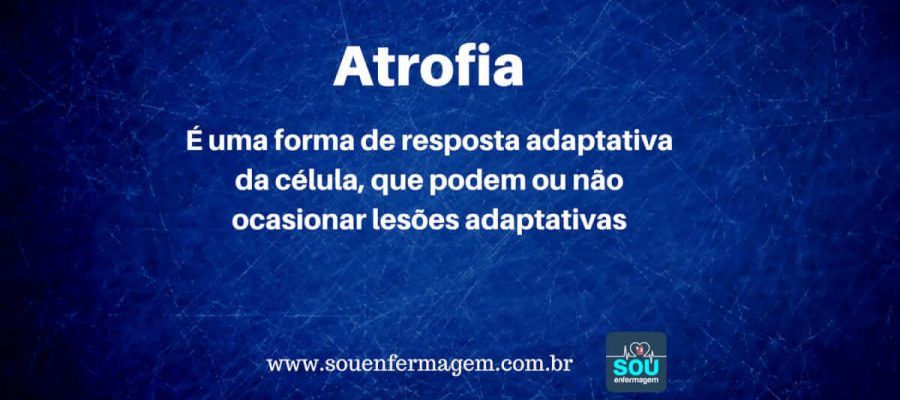 Atrofia
É uma forma de resposta adaptativa
da célula, que podem ou não
ocasionar lesões adaptativas
www.souenfermagem.com.br
SOU
enfermagem